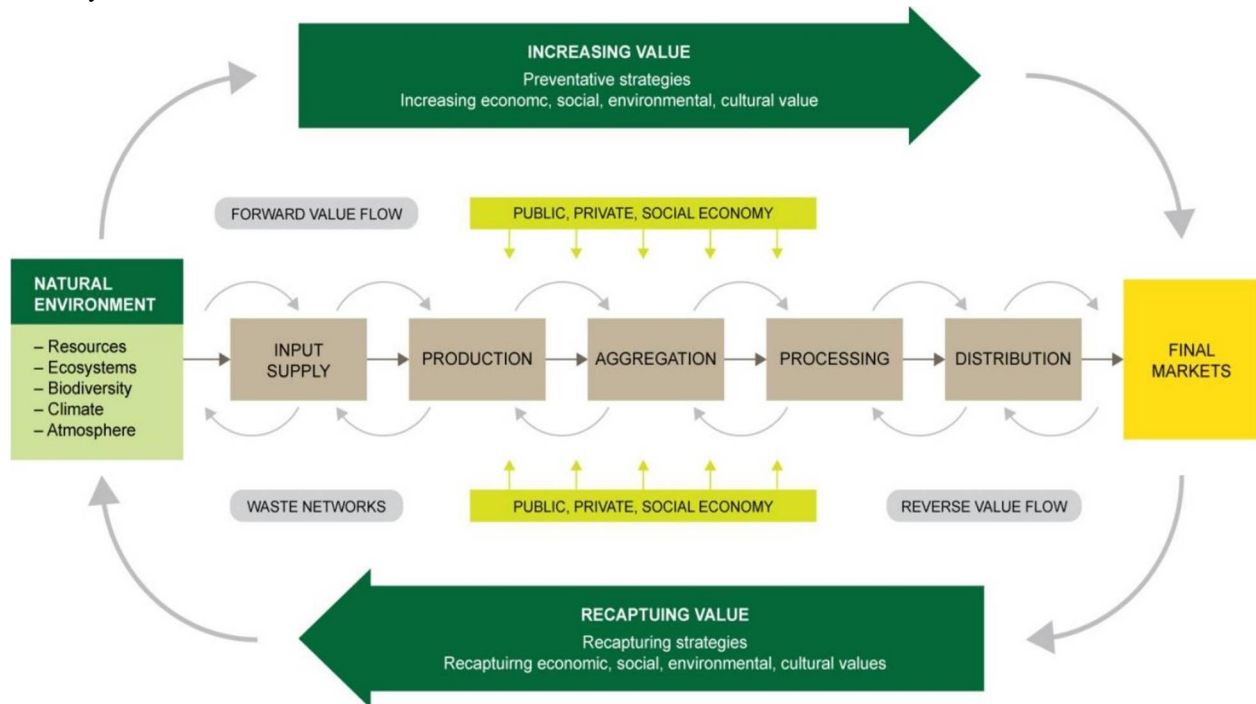 INCREASING VALUE
Preventative strategies
Increasing economc, social, environmental, cultural value
FORWARD VALUE FLOW
PUBLIC, PRIVATE, SOCIAL ECONOMY
NATURAL
ENVIRONMENT
– Resources
– Ecosystems
– Biodiversity
– Climate
– Atmosphere
INPUT
SUPPLY
PRODUCTION
AGGREGATION
PROCESSING
DISTRIBUTION
FINAL
MARKETS
WASTE NETWORKS
PUBLIC, PRIVATE, SOCIAL ECONOMY
REVERSE VALUE FLOW
RECAPTUING VALUE
Recapturing strategies
Recaptuirng economic, social, environmental, cultural values